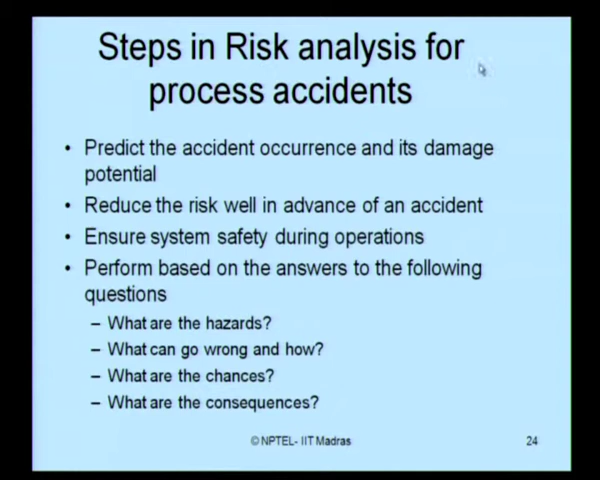 Steps in Risk analysis for
process accidents
• Predict the accident occurrence and its damage
potential
• Reduce the risk well in advance of an accident
• Ensure system safety during operations
• Perform based on the answers to the following
questions
– What are the hazards?
– What can go wrong and how?
– What are the chances?
– What are the consequences?
© NPTEL- IIT Madras
24